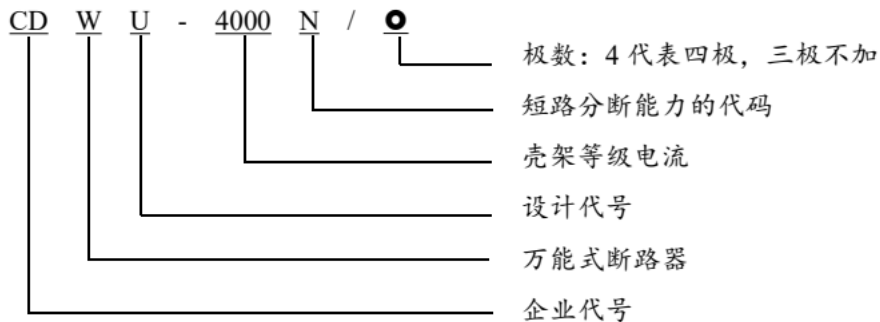 CD W U - 4000 N /
极数：4代表四极，三极不加
短路分断能力的代码
壳架等级电流
设计代号
万能式断路器
企业代号